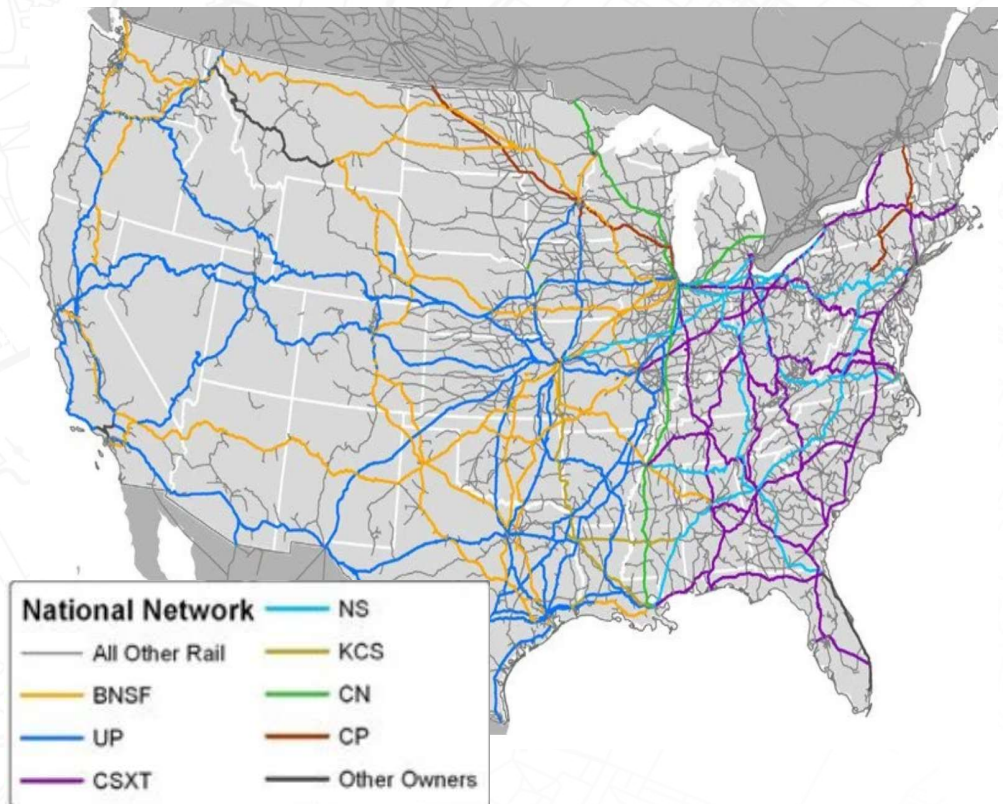 National Network
All Other Rail
BNSF
UP
CSXT
NS
KCS
CN
CP
Other Owners